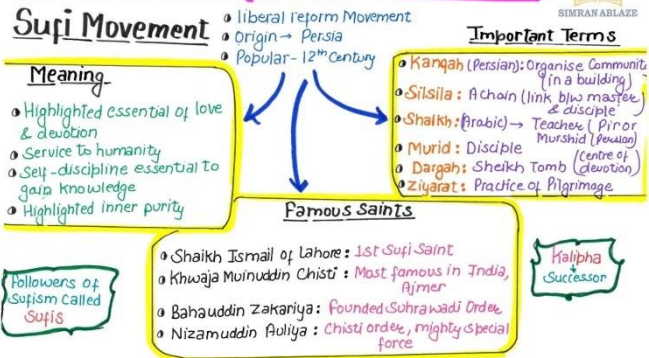 SIMRAN ABLAZE
Sufi Movement
liberal reform Movement
Origin → Persia
Popular - 12th Century
Meaning
Highlighted essential of love
& devotion
Service to humanity
Self-discipline essential to
gain knowledge
Highlighted inner purity
Important Terms
Kanqah (Persian): Organise Communit
(in a building)
Silsila: A chain (link b/w master
& disciple)
Shaikh: (Arabic) → Teacher (Pir or
Murshid (Persian)
Murid: Disciple
Dargah: Sheikh Tomb (Centre of
devotion)
Ziyarat: Practice of Pilgrimage
Famous Saints
Shaikh Ismail of Lahore: 1st Sufi Saint
Khwaja Muinuddin Chisti: Most famous in India,
Ajmer
Bahauddin Zakariya: Founded Suhrawadi Order
Nizamuddin Auliya: Chisti order, mighty special
force
Followers of
Sufism Called
Sufis
Kalipha
↓
Successor